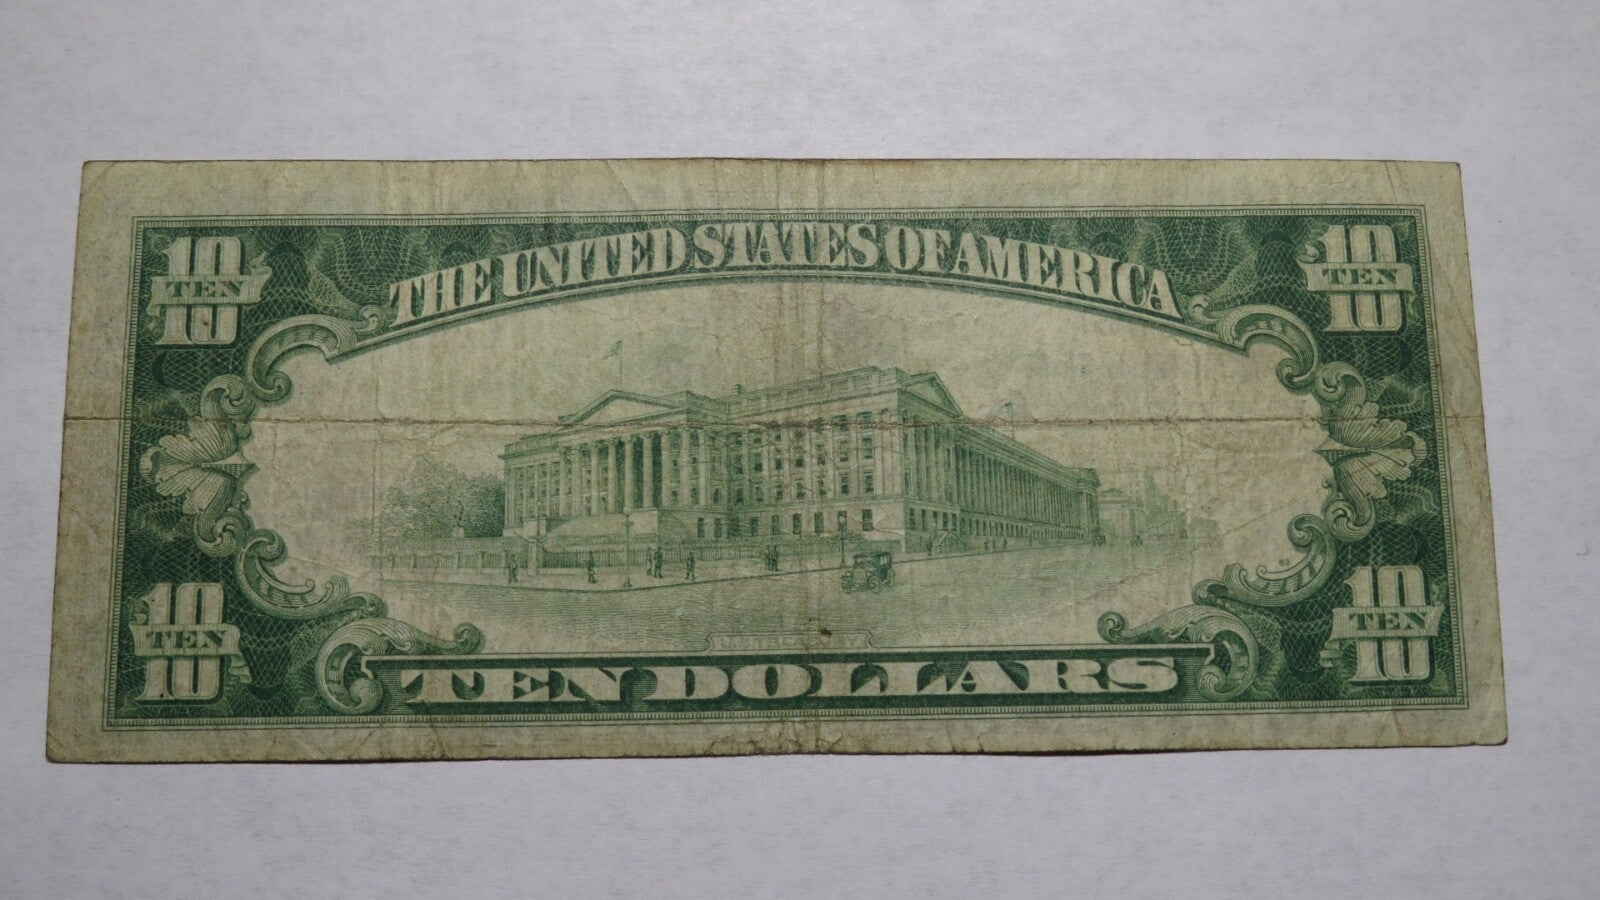 10 TEN 10
THE UNITED STATES OF AMERICA
10 TEN 10
63
10 TEN 10
TEN DOLLARS
10 TEN 10